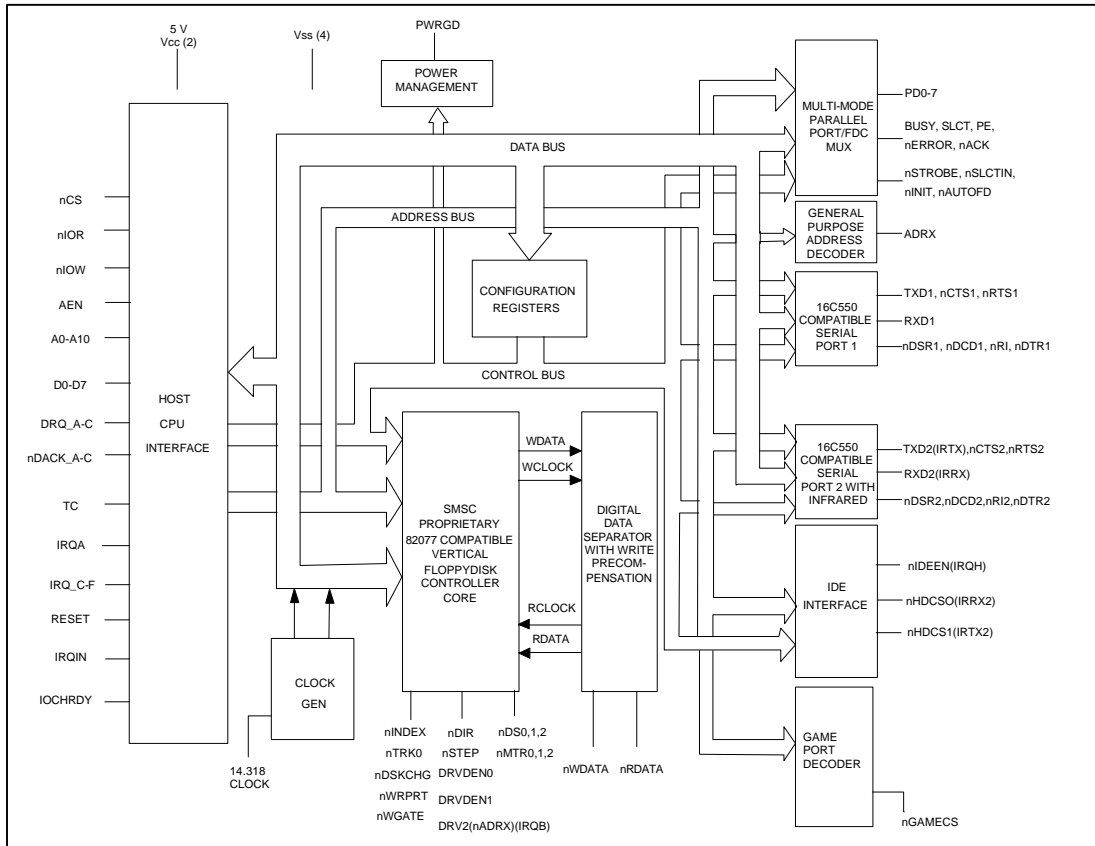 5 V
Vcc (2)
Vss (4)
PWRGD
POWER
MANAGEMENT
DATA BUS
ADDRESS BUS
CONTROL BUS
CONFIGURATION
REGISTERS
nCS
nIOR
nIOW
AEN
A0-A10
D0-D7
DRQ_A-C
nDACK_A-C
TC
IRQA
IRQ_C-F
RESET
IRQIN
IOCHRDY
HOST
CPU
INTERFACE
14.318
CLOCK
CLOCK
GEN
SMSC
PROPRIETARY
82077 COMPATIBLE
VERTICAL
FLOPPYDISK
CONTROLLER
CORE
WDATA
WCLOCK
RCLOCK
RDATA
DIGITAL
DATA
SEPARATOR
WITH WRITE
PRECOM-
PENSATION
nINDEX
nTRK0
nDSKCHG
nWRPRT
nWGATE
nDIR
nSTEP
DRVDEN0
DRVDEN1
DRV2(nADRX)(IRQB)
nDS0,1,2
nMTR0,1,2
nWDATA
nRDATA
MULTI-MODE
PARALLEL
PORT/FDC
MUX
PD0-7
BUSY, SLCT, PE,
nERROR, nACK
nSTROBE, nSLCTIN,
nINIT, nAUTOFD
GENERAL
PURPOSE
ADDRESS
DECODER
ADRX
16C550
COMPATIBLE
SERIAL
PORT 1
TXD1, nCTS1, nRTS1
RXD1
nDSR1, nDCD1, nRI, nDTR1
16C550
COMPATIBLE
SERIAL
PORT 2 WITH
INFRARED
TXD2(IRTX),nCTS2,nRTS2
RXD2(IRRX)
nDSR2,nDCD2,nRI2,nDTR2
IDE
INTERFACE
nIDEEN(IRQH)
nHDCSO(IRRX2)
nHDCS1(IRTX2)
GAME
PORT
DECODER
nGAMECS